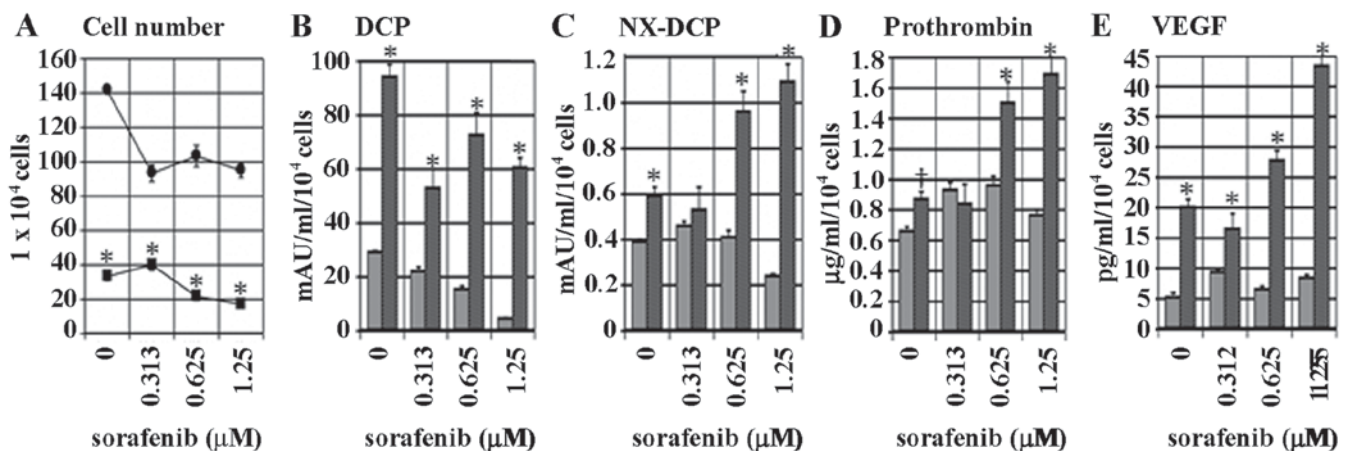 A Cell number
1 x 10⁴ cells
160
140
120
100
80
60
40
20
0
* * * *
0 0.313 0.625 1.25
sorafenib (μM)
B DCP
mAU/ml/10⁴ cells
100
80
60
40
20
0
* * * *
0 0.313 0.625 1.25
sorafenib (μM)
C NX-DCP
mAU/ml/10⁴ cells
1.2
1.0
0.8
0.6
0.4
0.2
0
* * *
0 0.313 0.625 1.25
sorafenib (μM)
D Prothrombin
μg/ml/10⁴ cells
1.8
1.6
1.4
1.2
1.0
0.8
0.6
0.4
0.2
0
† * *
0 0.313 0.625 1.25
sorafenib (μM)
E VEGF
pg/ml/10⁴ cells
45
40
35
30
25
20
15
10
5
0
* * * *
0 0.312 0.625
sorafenib (μM)